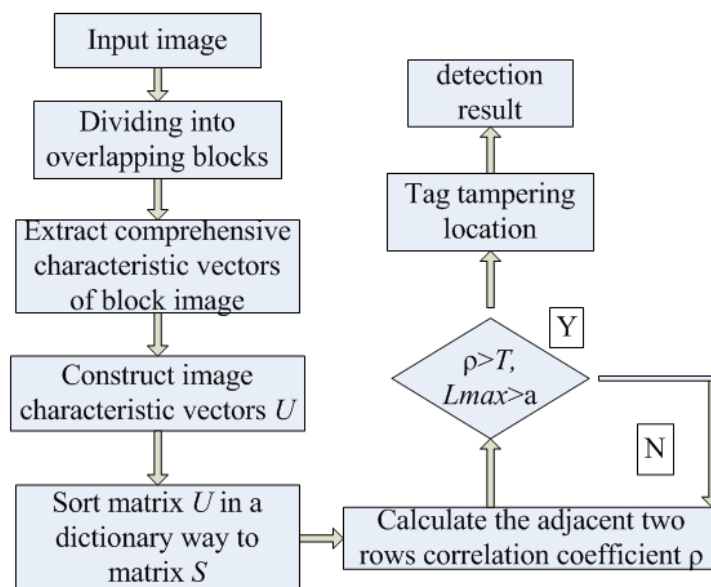 Input image
Dividing into
overlapping blocks
Extract comprehensive
characteristic vectors
of block image
Construct image
characteristic vectors U
Sort matrix U in a
dictionary way to
matrix S
Calculate the adjacent two
rows correlation coefficient ρ
ρ>T,
Lmax>a
Y
N
Tag tampering
location
detection
result